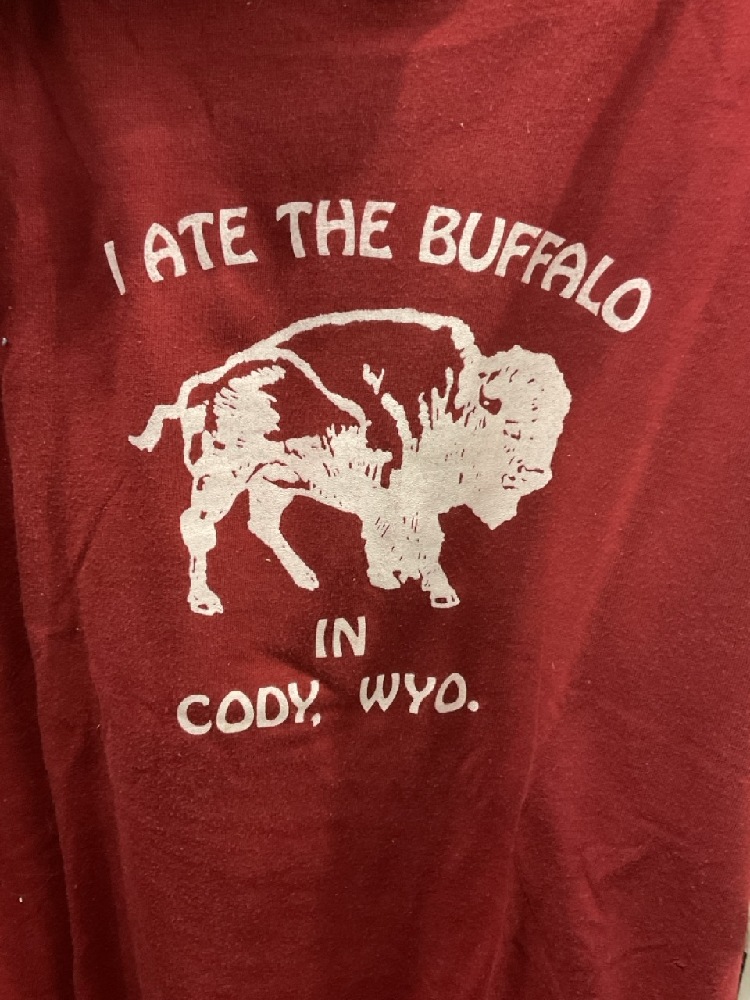 I ATE THE BUFFALO
IN
CODY, WYO.